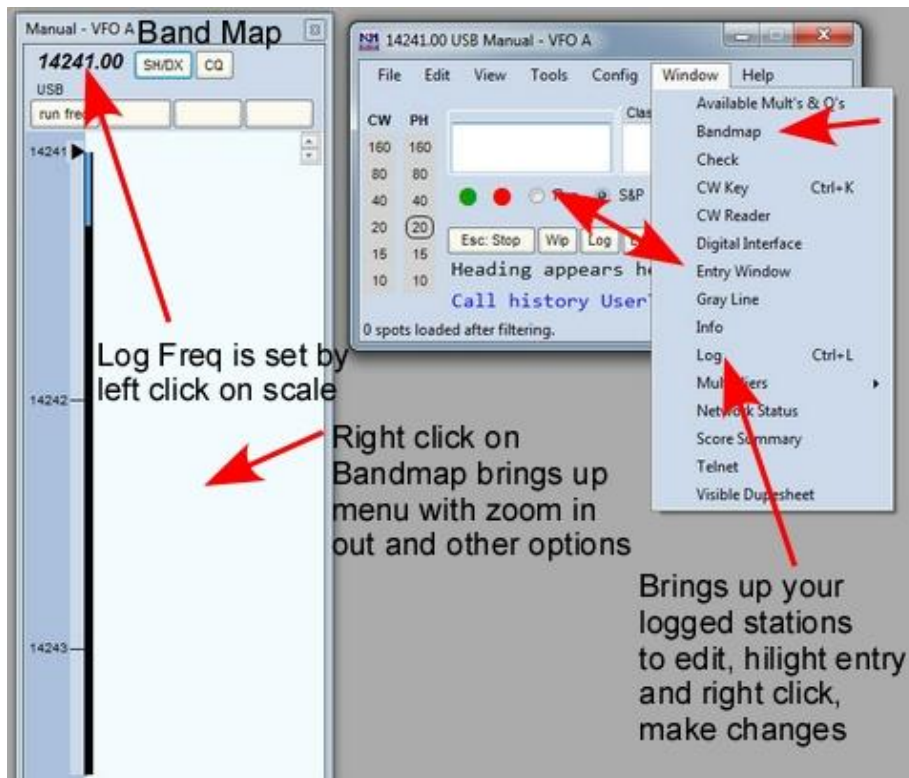 Manual - VFO A
Band Map
14241.00 SH/DX CQ
USB
run freq
14241
14242
14243
Log Freq is set by
left click on scale
Right click on
Bandmap brings up
menu with zoom in
out and other options
14241.00 USB Manual - VFO A
File Edit View Tools Config Window Help
CW PH
160 160
80 80
40 40
20 20
15 15
10 10
S&P
Esc: Stop Wip Log
Heading appears
Call history
0 spots loaded after filtering.
Available Mult's & Q's
Bandmap
Check
CW Key Ctrl+K
CW Reader
Digital Interface
Entry Window
Gray Line
Info
Log Ctrl+L
Multipliers
Network Status
Score Summary
Telnet
Visible Dupesheet
Brings up your
logged stations
to edit, hilight entry
and right click,
make changes